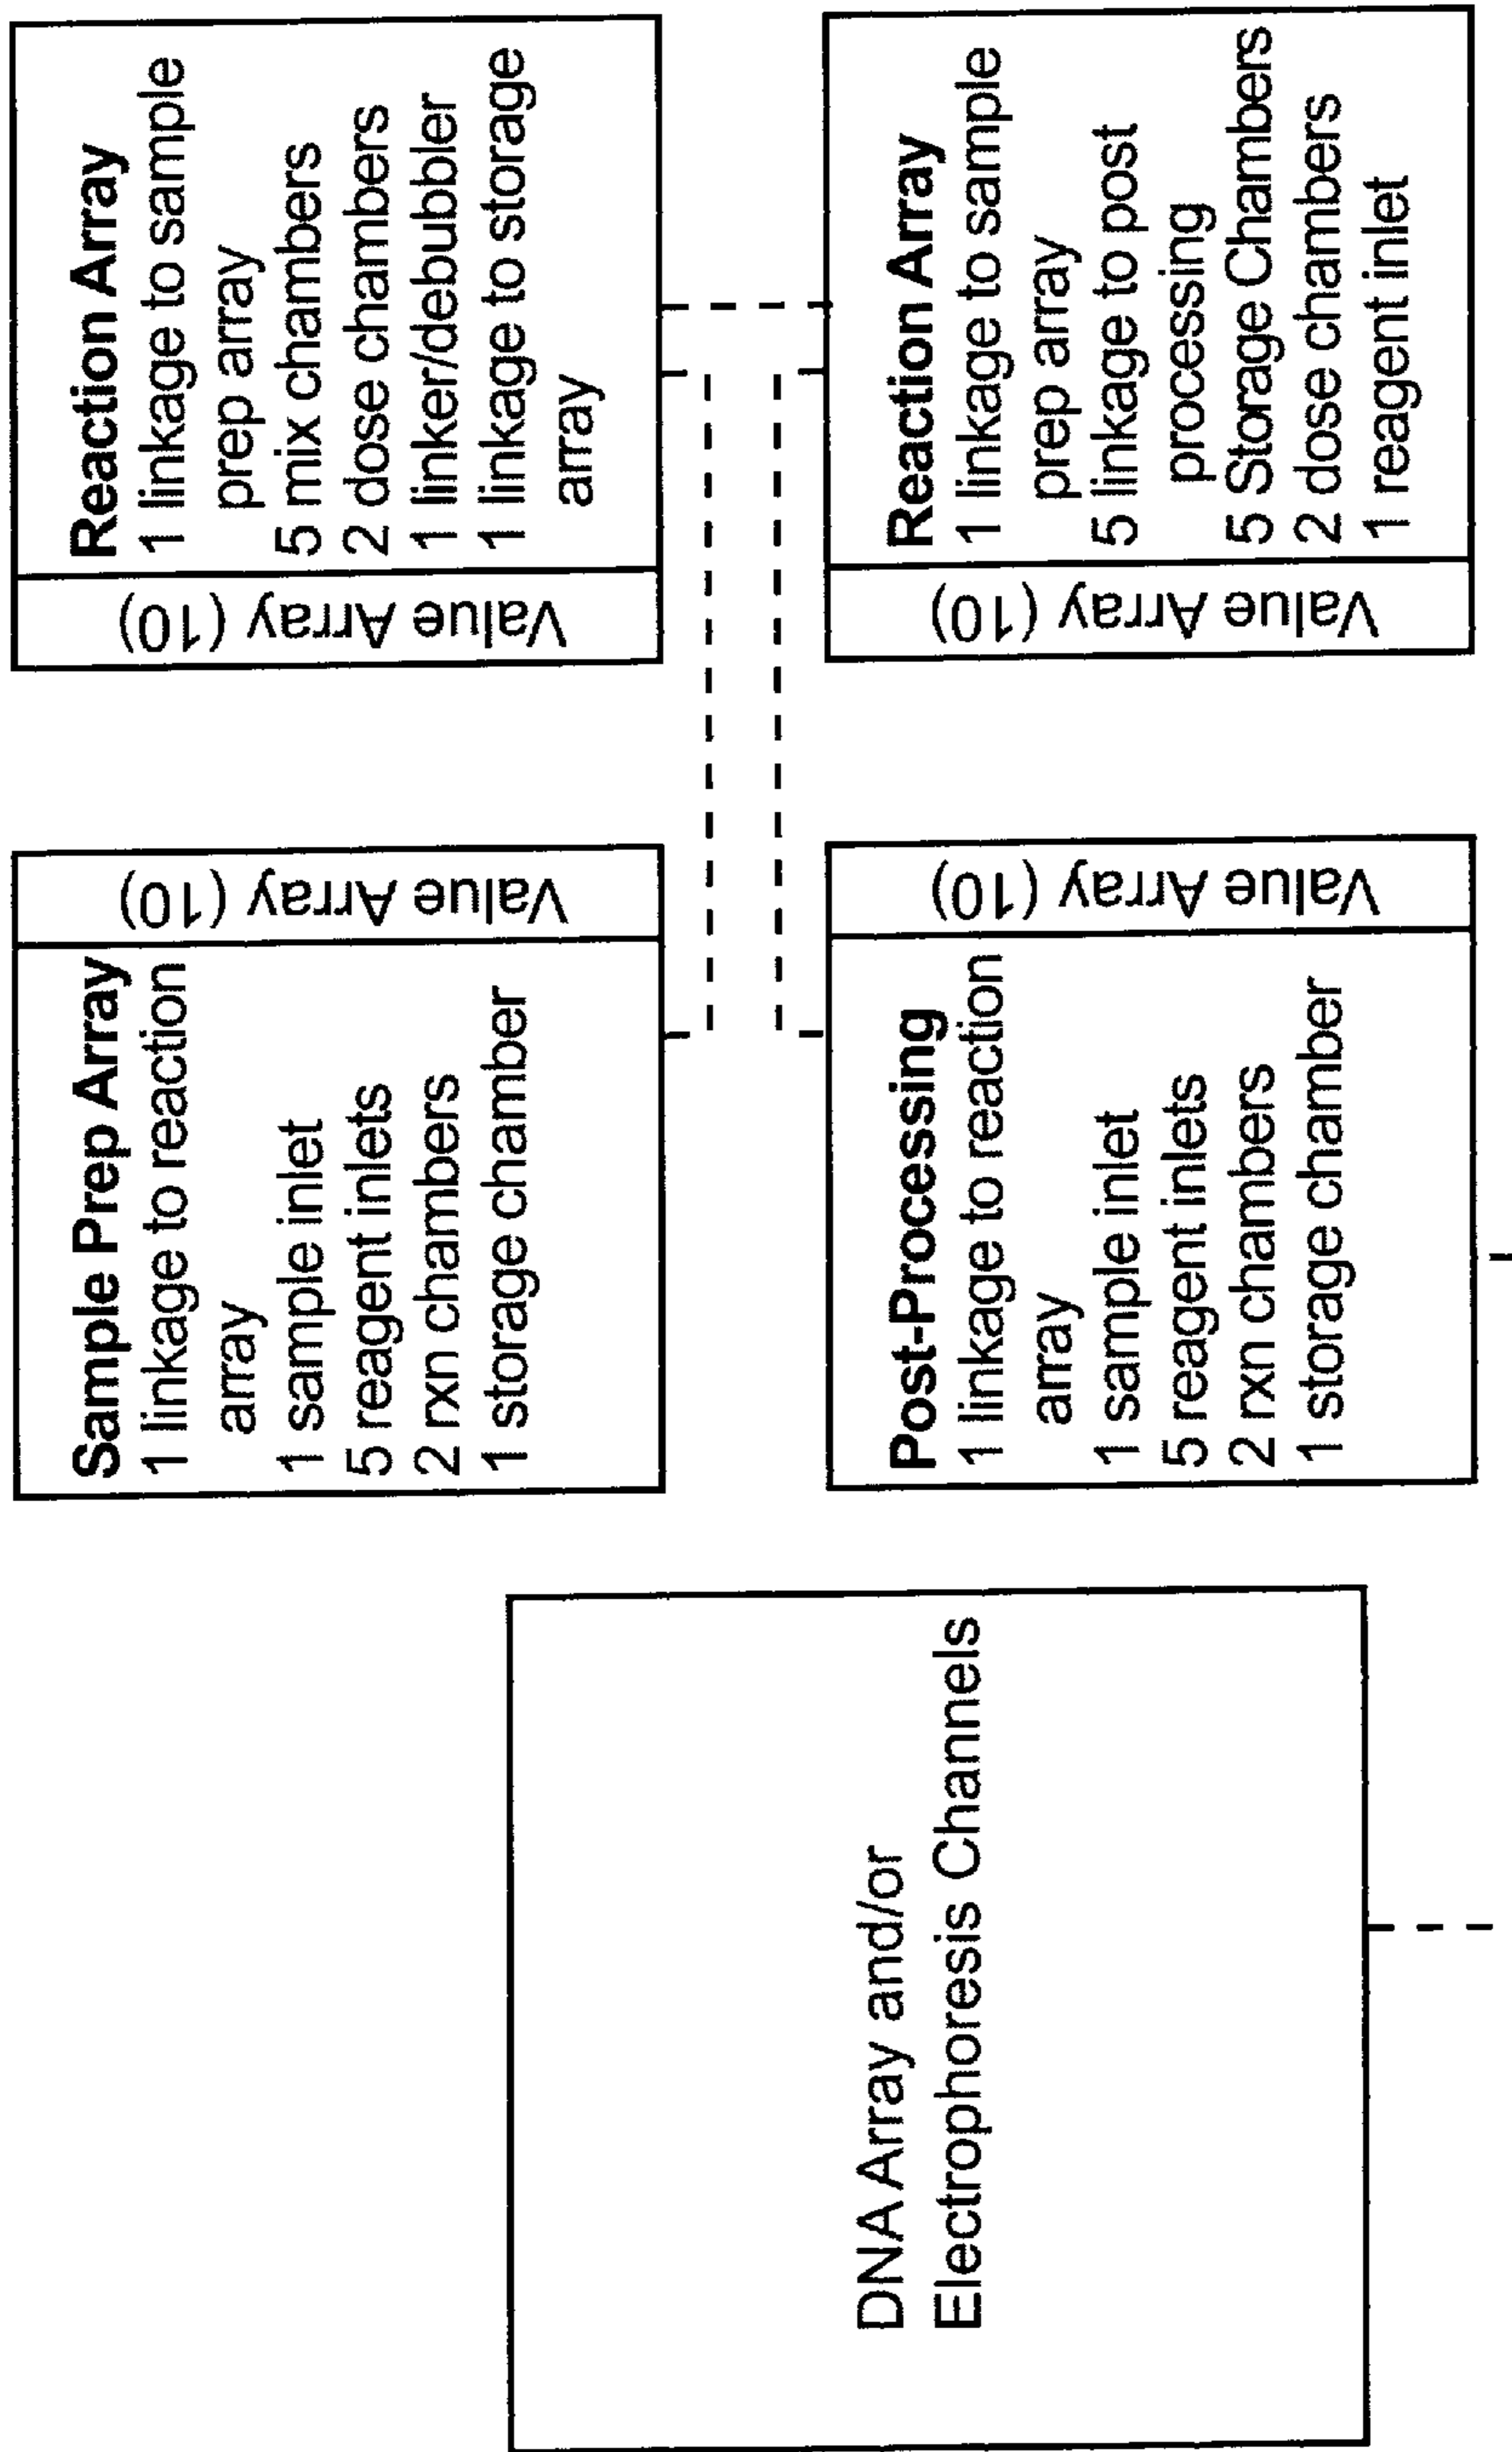 Sample Prep Array
1 linkage to reaction
array
1 sample inlet
5 reagent inlets
2 rxn chambers
1 storage chamber
Value Array (10)
Value Array (10)
Reaction Array
1 linkage to sample
prep array
5 mix chambers
2 dose chambers
1 linker/debubbler
1 linkage to storage
array
DNA Array and/or
Electrophoresis Channels
Post-Processing
1 linkage to reaction
array
1 sample inlet
5 reagent inlets
2 rxn chambers
1 storage chamber
Value Array (10)
Value Array (10)
Reaction Array
1 linkage to sample
prep array
5 linkage to post
processing
5 Storage Chambers
2 dose chambers
1 reagent inlet